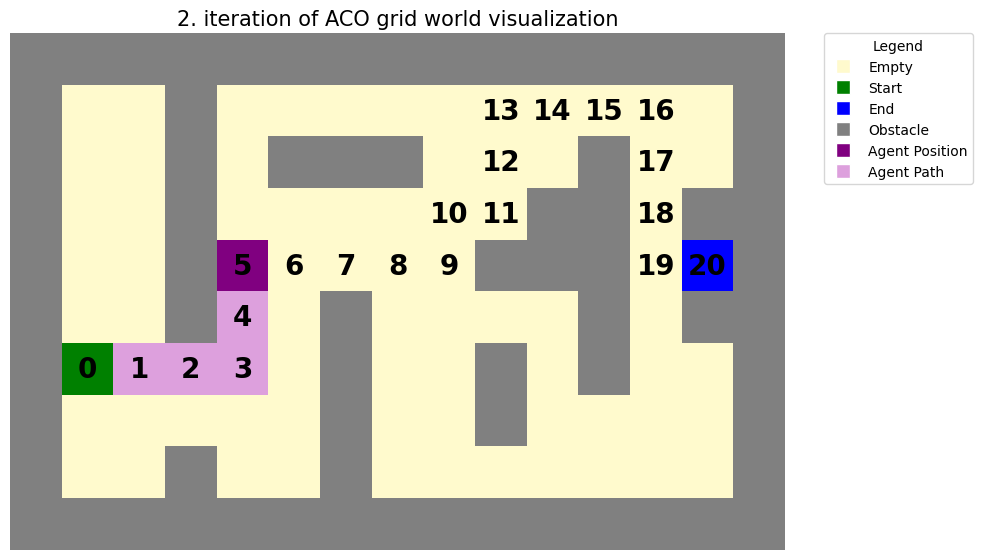 2. iteration of ACO grid world visualization
Legend
Empty
Start
End
Obstacle
Agent Position
Agent Path
13 14 15 16
12 17
10 11 18
5 6 7 8 9 19 20
4
0 1 2 3